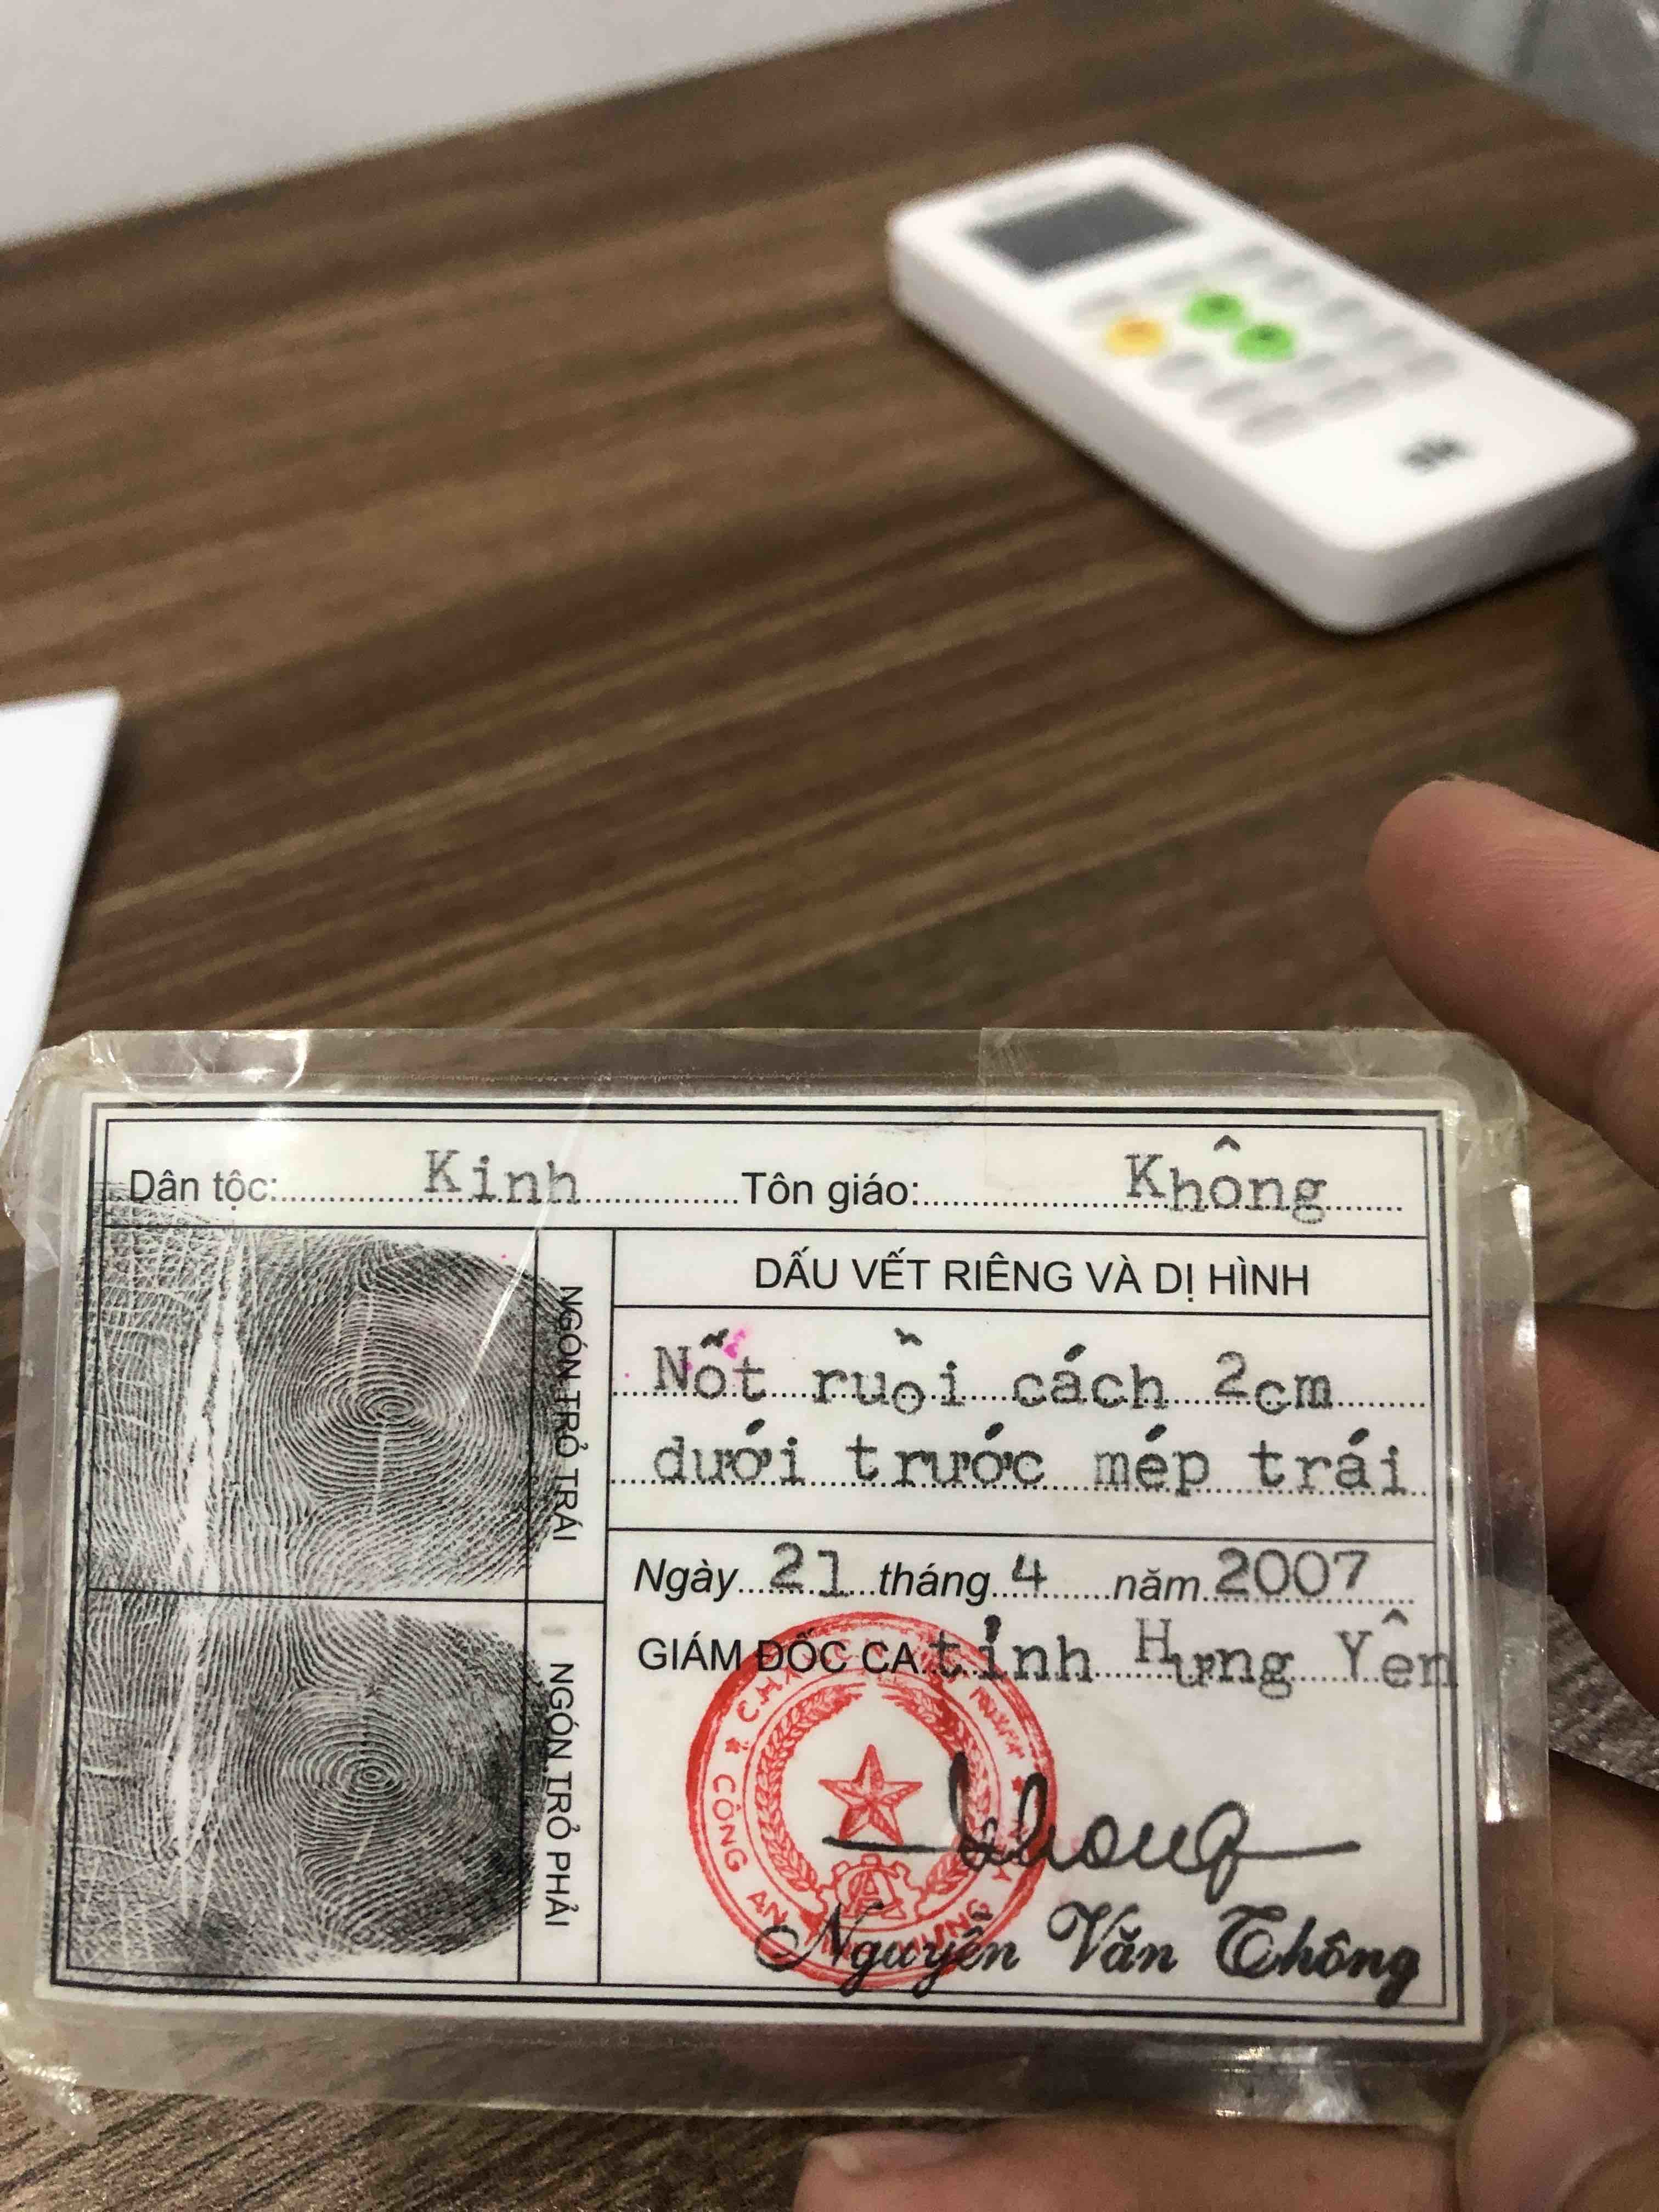 Dân tộc: Kinh Tôn giáo: Không
NGÓN TRỎ TRÁI
NGÓN TRỎ PHẢI
DẤU VẾT RIÊNG VÀ DỊ HÌNH
Nốt ruồi cách 2cm
dưới trước mép trái
Ngày 21 tháng 4 năm 2007
GIÁM ĐỐC CA tỉnh Hưng Yên
CÔNG AN
Nguyễn Văn Thông